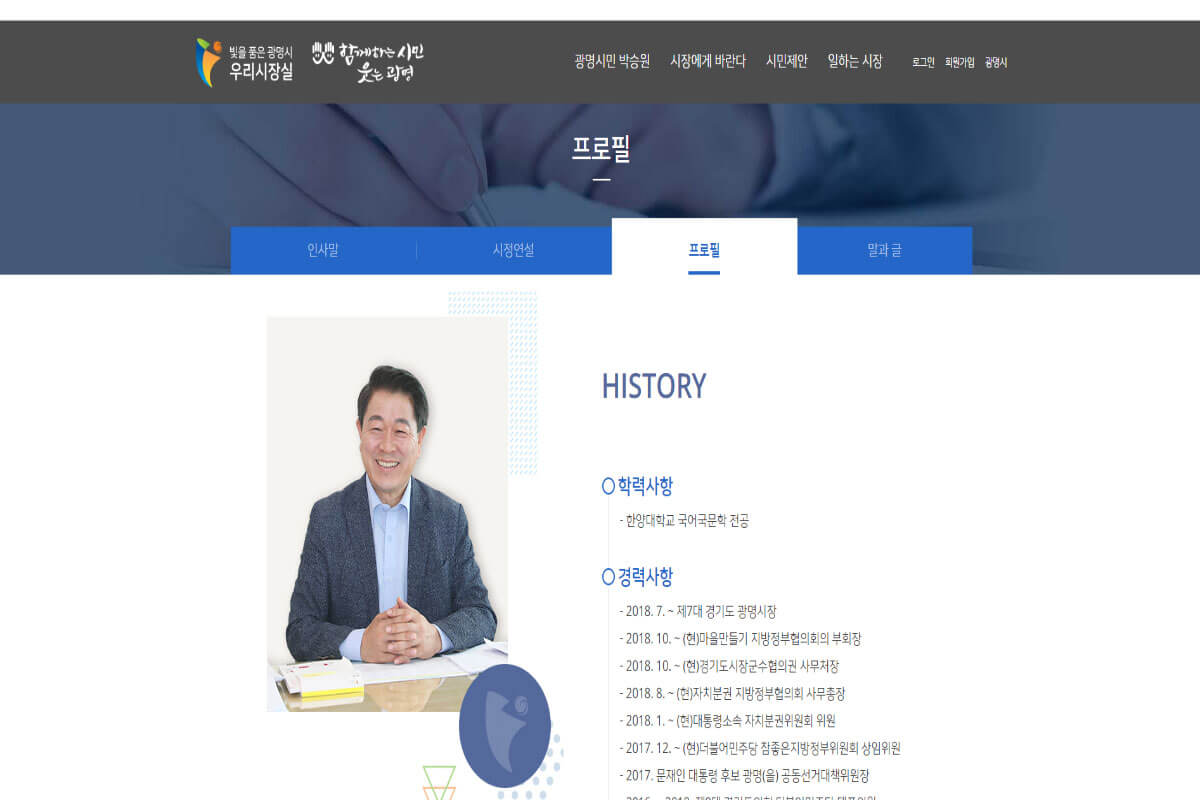 빛을 품은 광명시
우리시장실
함께하는 시민
웃는 광명
광명시민 박승원 시장에게 바란다 시민제안 일하는 시장 로그인 회원가입 광명시
프로필
인사말 시정연설 프로필 말과 글
HISTORY
학력사항
- 한양대학교 국어국문학 전공
경력사항
- 2018. 7. ~ 제7대 경기도 광명시장
- 2018. 10. ~ (현)마을만들기 지방정부협의회의 부회장
- 2018. 10. ~ (현)경기도시장군수협의권 사무처장
- 2018. 8. ~ (현)자치분권 지방정부협의회 사무총장
- 2018. 1. ~ (현)대통령소속 자치분권위원회 위원
- 2017. 12. ~ (현)더불어민주당 참좋은지방정부위원회 상임위원
- 2017. 문재인 대통령 후보 광명(을) 공동선거대책위원장